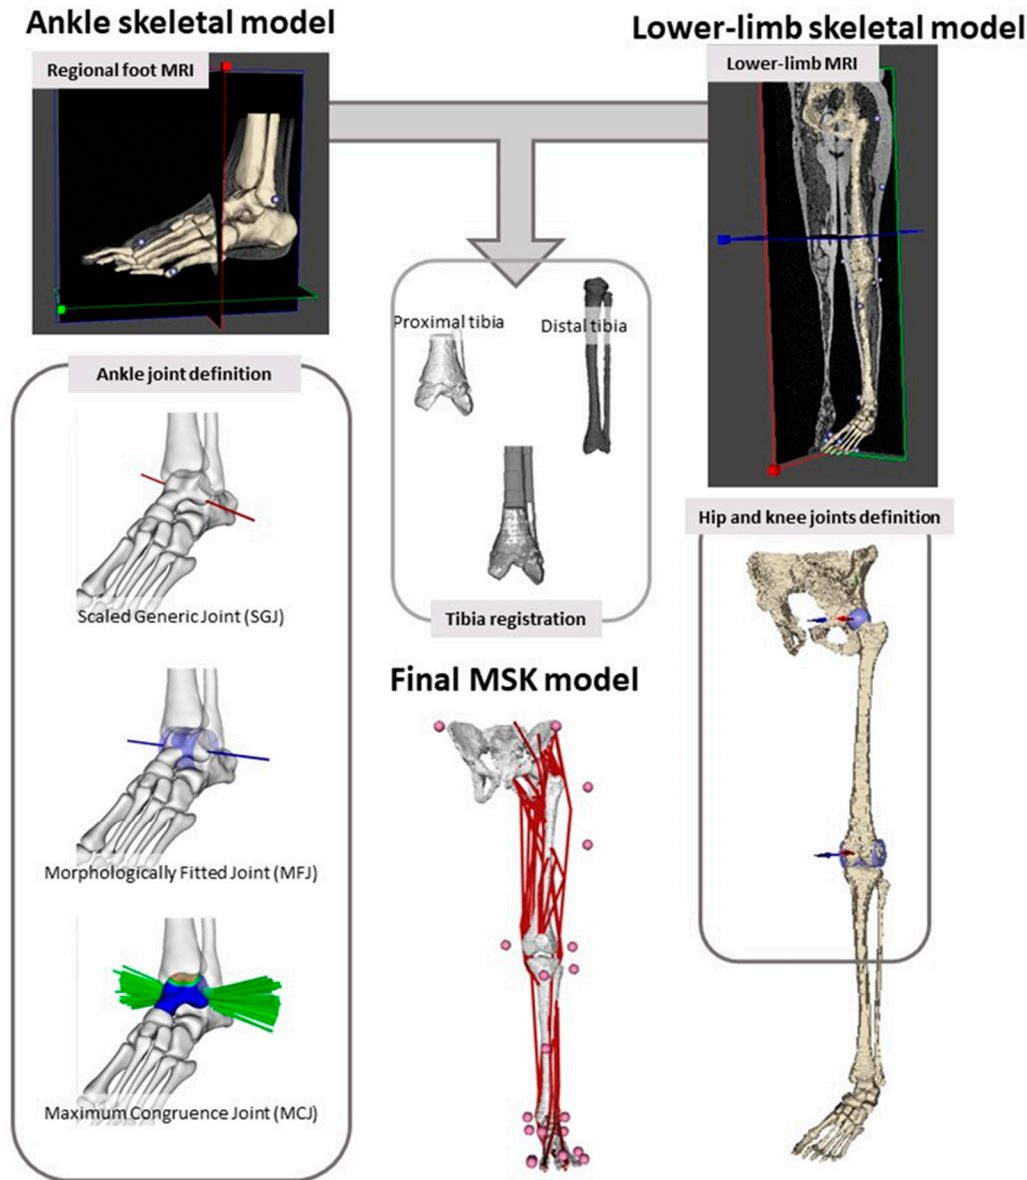 Ankle skeletal model
Lower-limb skeletal model
Regional foot MRI
Lower-limb MRI
Proximal tibia
Distal tibia
Ankle joint definition
Scaled Generic Joint (SGJ)
Morphologically Fitted Joint (MFJ)
Maximum Congruence Joint (MCJ)
Tibia registration
Hip and knee joints definition
Final MSK model